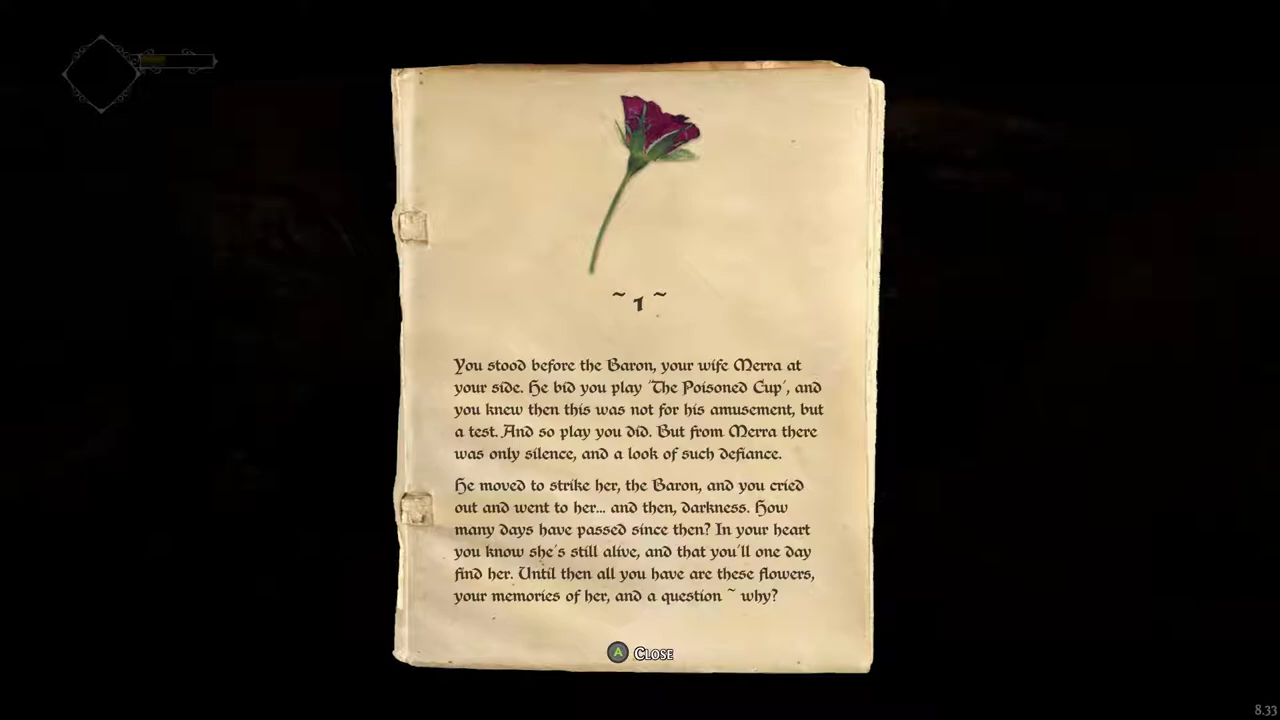 ~ 1 ~
You stood before the Baron, your wife Merra at
your side. He bid you play 'The Poisoned Cup', and
you knew then this was not for his amusement, but
a test. And so play you did. But from Merra there
was only silence, and a look of such defiance.
He moved to strike her, the Baron, and you cried
out and went to her... and then, darkness. How
many days have passed since then? In your heart
you know she's still alive, and that you'll one day
find her. Until then all you have are these flowers,
your memories of her, and a question ~ why?
A Close
8.33